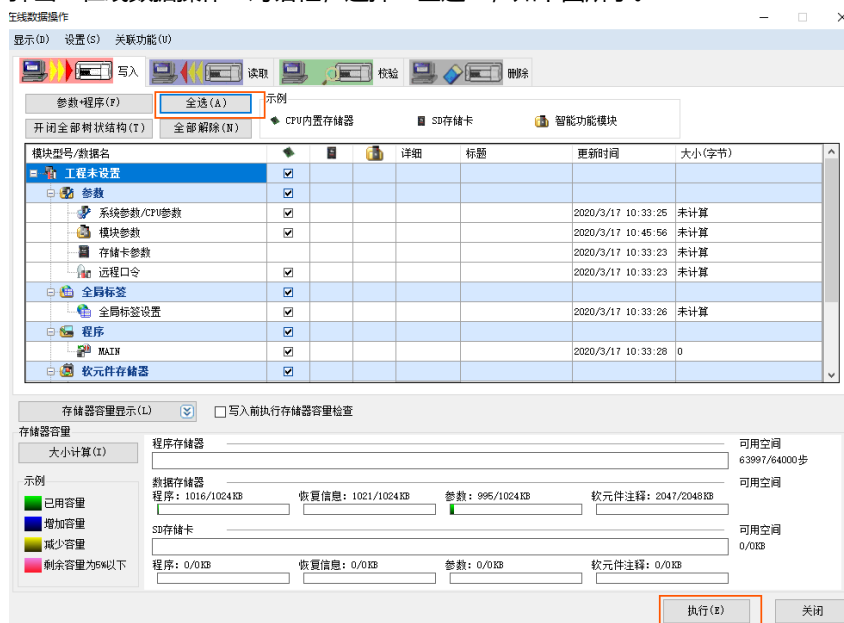 在线数据操作
显示(D) 设置(S) 关联功能(U)
写入 读取 校验 删除
参数+程序(F) 全选(A) 示例
开闭全部树状结构(T) 全部解除(N) CPU内置存储器 SD存储卡 智能功能模块
模块型号/数据名 详细 标题 更新时间 大小(字节)
工程未设置
参数
系统参数/CPU参数 2020/3/17 10:33:25 未计算
模块参数 2020/3/17 10:45:56 未计算
存储卡参数 2020/3/17 10:33:23 未计算
远程口令 2020/3/17 10:33:23 未计算
全局标签
全局标签设置 2020/3/17 10:33:26 未计算
程序
MAIN 2020/3/17 10:33:28 0
软元件存储器
存储器容量显示(L) 写入前执行存储器容量检查
存储器容量
大小计算(I) 程序存储器 可用空间
63997/64000步
示例 数据存储器 可用空间
程序: 1016/1024KB 恢复信息: 1021/1024KB 参数: 995/1024KB 软元件注释: 2047/2048KB
已用容量
增加容量 SD存储卡 可用空间
减少容量 0/0KB
剩余容量为5%以下 程序: 0/0KB 恢复信息: 0/0KB 参数: 0/0KB 软元件注释: 0/0KB
执行(E) 关闭